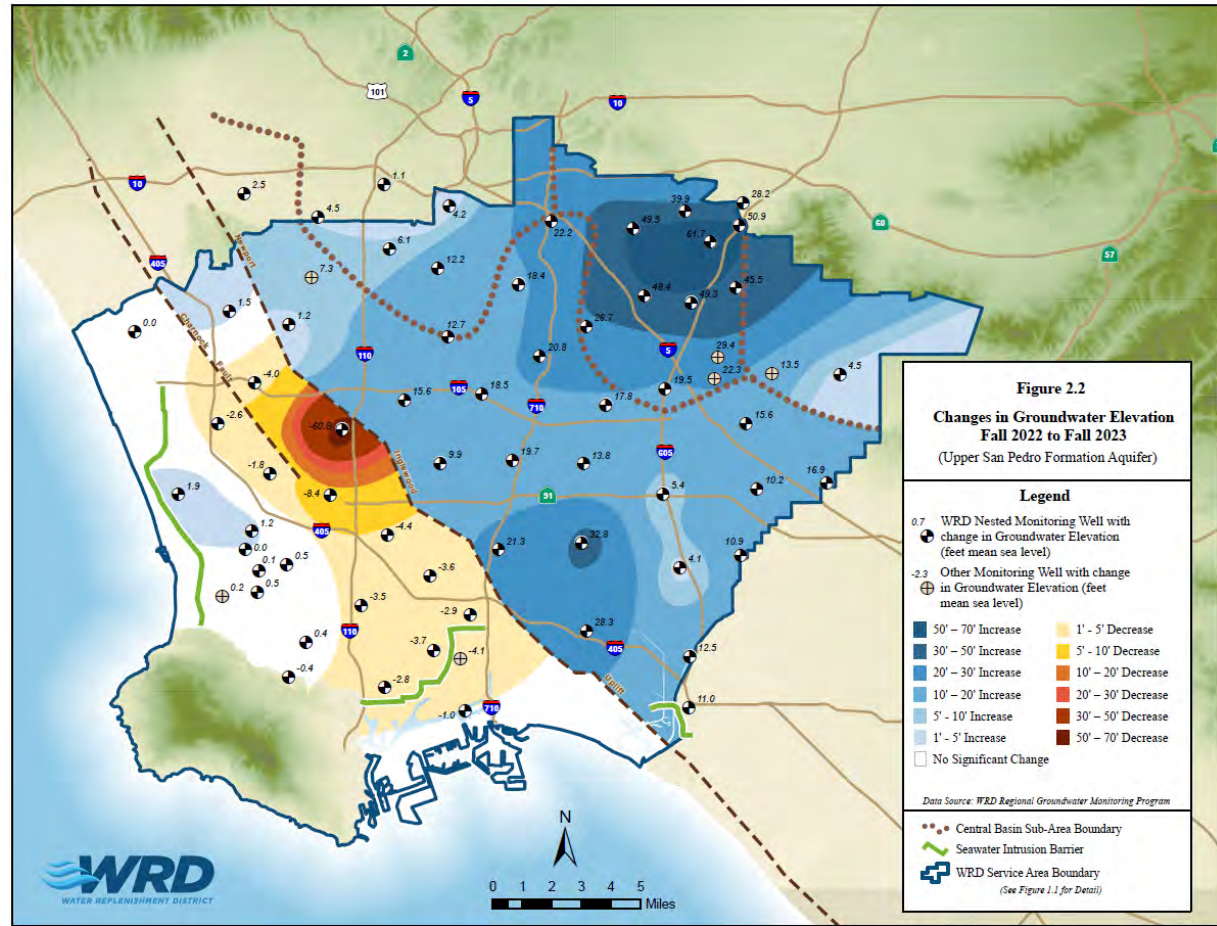 2
101
5
10
10
1.1
2.5
4.5
4.2
39.9
28.2
49.5
50.9
22.2
61.7
60
57
Newport
6.1
405
7.3
12.2
18.4
48.4
49.3
45.5
1.5
0.0
1.2
Charnock
Fault
12.7
26.7
110
20.8
5
29.4
22.3
13.5
4.5
-4.0
105
18.5
15.6
710
17.8
19.5
15.6
-2.6
-60.8
Inglewood
605
-1.8
9.9
19.7
13.8
16.9
1.9
-8.4
91
5.4
10.2
405
-4.4
1.2
0.0
0.1
0.5
21.3
32.8
10.9
4.1
-3.6
0.2
0.5
-3.5
-2.9
28.3
110
0.4
-3.7
-4.1
405
12.5
-0.4
-2.8
Uplift
-1.0
710
11.0
Figure 2.2
Changes in Groundwater Elevation
Fall 2022 to Fall 2023
(Upper San Pedro Formation Aquifer)
Legend
0.7 WRD Nested Monitoring Well with
change in Groundwater Elevation
(feet mean sea level)
-2.3 Other Monitoring Well with change
in Groundwater Elevation (feet
mean sea level)
50' – 70' Increase
30' – 50' Increase
20' – 30' Increase
10' – 20' Increase
5' - 10' Increase
1' - 5' Increase
No Significant Change
1' - 5' Decrease
5' - 10' Decrease
10' – 20' Decrease
20' – 30' Decrease
30' – 50' Decrease
50' – 70' Decrease
Data Source: WRD Regional Groundwater Monitoring Program
Central Basin Sub-Area Boundary
Seawater Intrusion Barrier
WRD Service Area Boundary
(See Figure 1.1 for Detail)
N
0 1 2 3 4 5
Miles
WRD
WATER REPLENISHMENT DISTRICT